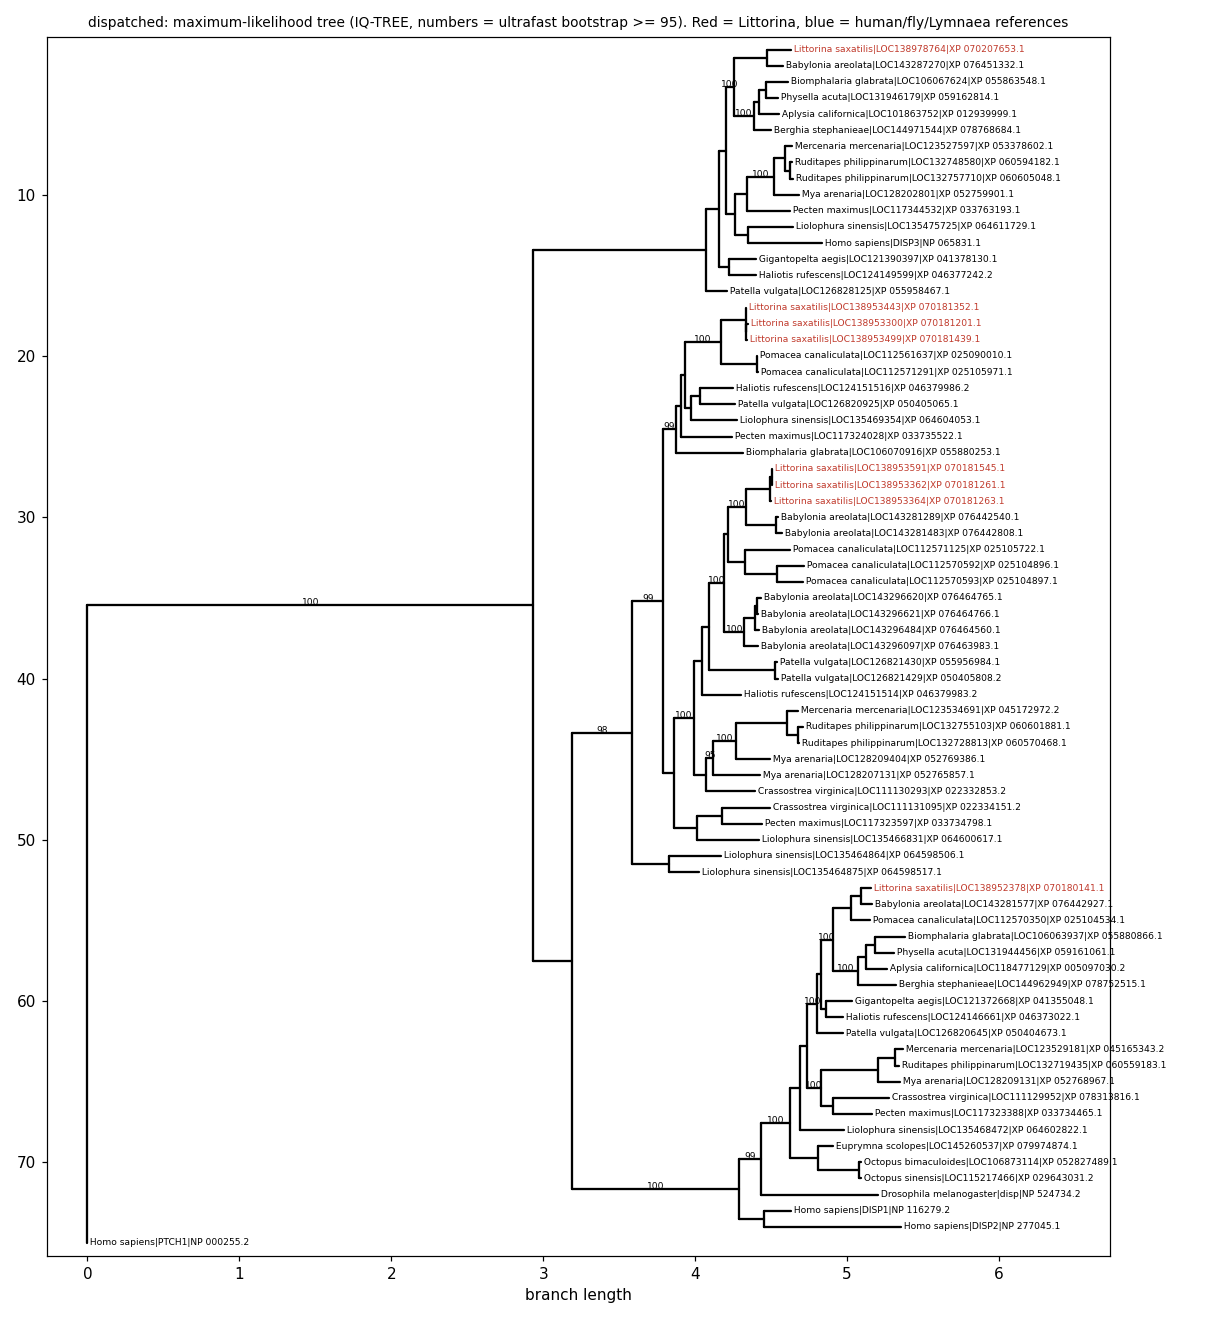 dispatched: maximum-likelihood tree (IQ-TREE, numbers = ultrafast bootstrap >= 95). Red = Littorina, blue = human/fly/Lymnaea references
Littorina saxatilis|LOC138978764|XP 070207653.1
Babylonia areolata|LOC143287270|XP 076451332.1
100
Biomphalaria glabrata|LOC106067624|XP 055863548.1
Physella acuta|LOC131946179|XP 059162814.1
100
Aplysia californica|LOC101863752|XP 012939999.1
Berghia stephanieae|LOC144971544|XP 078768684.1
Mercenaria mercenaria|LOC123527597|XP 053378602.1
Ruditapes philippinarum|LOC132748580|XP 060594182.1
100
Ruditapes philippinarum|LOC132757710|XP 060605048.1
10
Mya arenaria|LOC128202801|XP 052759901.1
Pecten maximus|LOC117344532|XP 033763193.1
Liolophura sinensis|LOC135475725|XP 064611729.1
Homo sapiens|DISP3|NP 065831.1
Gigantopelta aegis|LOC121390397|XP 041378130.1
Haliotis rufescens|LOC124149599|XP 046377242.2
Patella vulgata|LOC126828125|XP 055958467.1
Littorina saxatilis|LOC138953443|XP 070181352.1
Littorina saxatilis|LOC138953300|XP 070181201.1
100
Littorina saxatilis|LOC138953499|XP 070181439.1
20
Pomacea canaliculata|LOC112561637|XP 025090010.1
Pomacea canaliculata|LOC112571291|XP 025105971.1
Haliotis rufescens|LOC124151516|XP 046379986.2
Patella vulgata|LOC126820925|XP 050405065.1
99
Liolophura sinensis|LOC135469354|XP 064604053.1
Pecten maximus|LOC117324028|XP 033735522.1
Biomphalaria glabrata|LOC106070916|XP 055880253.1
Littorina saxatilis|LOC138953591|XP 070181545.1
Littorina saxatilis|LOC138953362|XP 070181261.1
100
Littorina saxatilis|LOC138953364|XP 070181263.1
30
Babylonia areolata|LOC143281289|XP 076442540.1
Babylonia areolata|LOC143281483|XP 076442808.1
Pomacea canaliculata|LOC112571125|XP 025105722.1
Pomacea canaliculata|LOC112570592|XP 025104896.1
100
Pomacea canaliculata|LOC112570593|XP 025104897.1
99
100
Babylonia areolata|LOC143296620|XP 076464765.1
Babylonia areolata|LOC143296621|XP 076464766.1
100
Babylonia areolata|LOC143296484|XP 076464560.1
Babylonia areolata|LOC143296097|XP 076463983.1
Patella vulgata|LOC126821430|XP 055956984.1
40
Patella vulgata|LOC126821429|XP 050405808.2
Haliotis rufescens|LOC124151514|XP 046379983.2
100
Mercenaria mercenaria|LOC123534691|XP 045172972.2
98
Ruditapes philippinarum|LOC132755103|XP 060601881.1
100
Ruditapes philippinarum|LOC132728813|XP 060570468.1
95
Mya arenaria|LOC128209404|XP 052769386.1
Mya arenaria|LOC128207131|XP 052765857.1
Crassostrea virginica|LOC111130293|XP 022332853.2
Crassostrea virginica|LOC111131095|XP 022334151.2
Pecten maximus|LOC117323597|XP 033734798.1
50
Liolophura sinensis|LOC135466831|XP 064600617.1
Liolophura sinensis|LOC135464864|XP 064598506.1
Liolophura sinensis|LOC135464875|XP 064598517.1
Littorina saxatilis|LOC138952378|XP 070180141.1
Babylonia areolata|LOC143281577|XP 076442927.1
Pomacea canaliculata|LOC112570350|XP 025104534.1
100
Biomphalaria glabrata|LOC106063937|XP 055880866.1
Physella acuta|LOC131944456|XP 059161061.1
100
Aplysia californica|LOC118477129|XP 005097030.2
Berghia stephanieae|LOC144962949|XP 078752515.1
60
100
Gigantopelta aegis|LOC121372668|XP 041355048.1
Haliotis rufescens|LOC124146661|XP 046373022.1
Patella vulgata|LOC126820645|XP 050404673.1
Mercenaria mercenaria|LOC123529181|XP 045165343.2
Ruditapes philippinarum|LOC132719435|XP 060559183.1
100
Mya arenaria|LOC128209131|XP 052768967.1
Crassostrea virginica|LOC111129952|XP 078313816.1
Pecten maximus|LOC117323388|XP 033734465.1
100
Liolophura sinensis|LOC135468472|XP 064602822.1
Euprymna scolopes|LOC145260537|XP 079974874.1
70
99
Octopus bimaculoides|LOC106873114|XP 052827489.1
Octopus sinensis|LOC115217466|XP 029643031.2
100
Drosophila melanogaster|disp|NP 524734.2
Homo sapiens|DISP1|NP 116279.2
Homo sapiens|DISP2|NP 277045.1
Homo sapiens|PTCH1|NP 000255.2
0 1 2 3 4 5 6
branch length